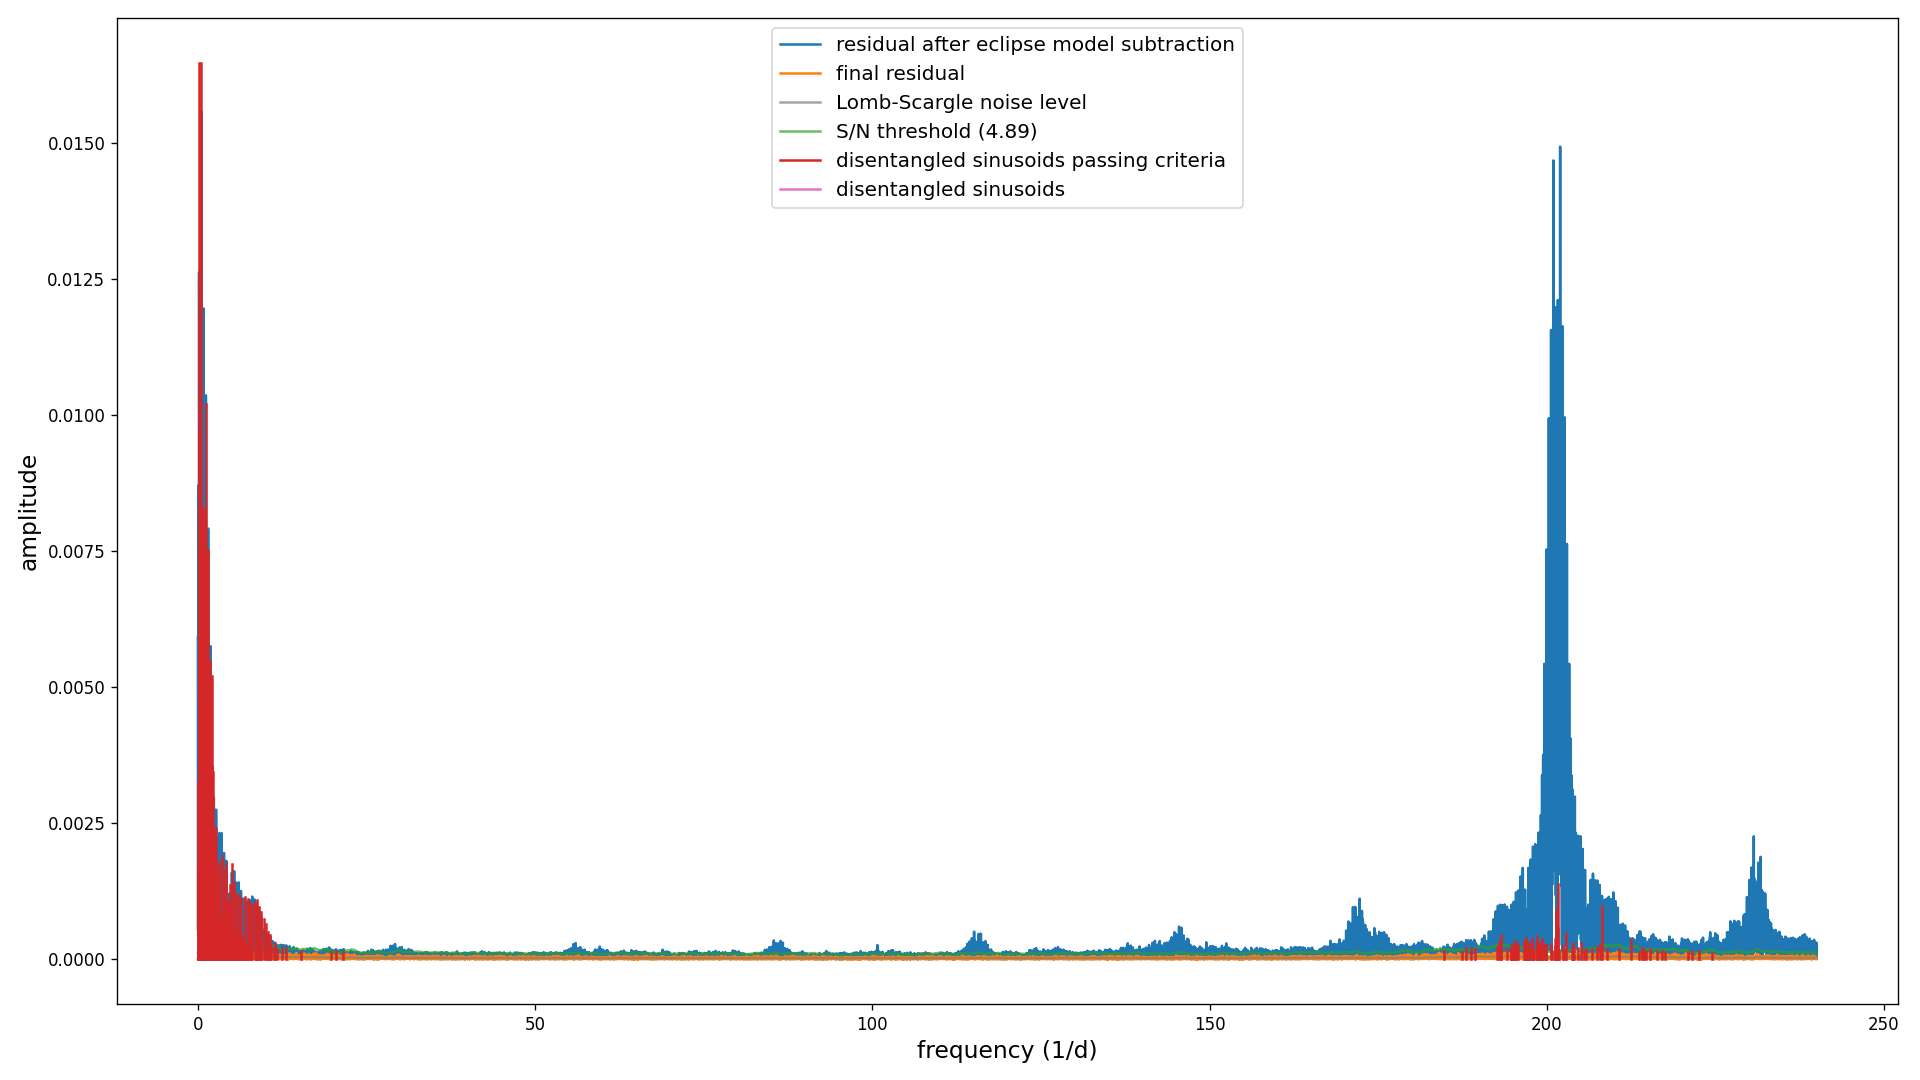 residual after eclipse model subtraction
final residual
Lomb-Scargle noise level
S/N threshold (4.89)
disentangled sinusoids passing criteria
disentangled sinusoids
0.0150
0.0125
0.0100
0.0075
0.0050
0.0025
0.0000
amplitude
0 50 100 150 200 250
frequency (1/d)